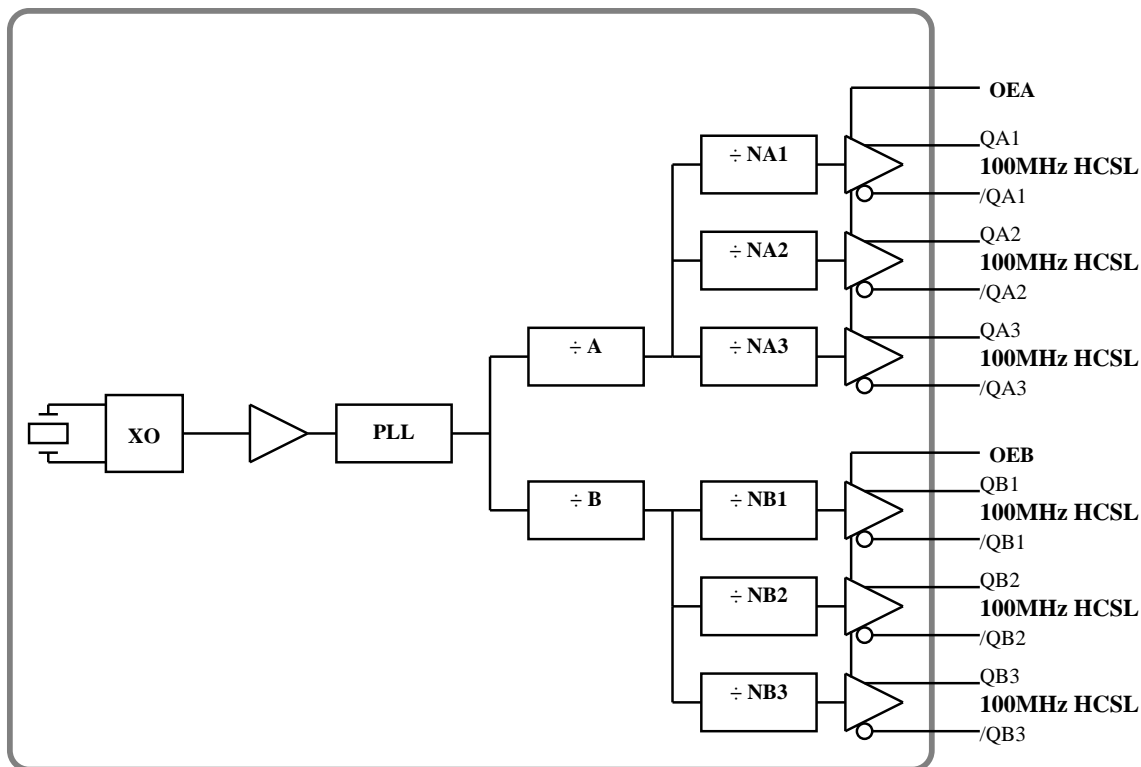 OEA
÷ NA1
QA1
100MHz HCSL
/QA1
÷ NA2
QA2
100MHz HCSL
/QA2
÷ A
÷ NA3
QA3
100MHz HCSL
/QA3
XO
PLL
OEB
÷ B
÷ NB1
QB1
100MHz HCSL
/QB1
÷ NB2
QB2
100MHz HCSL
/QB2
÷ NB3
QB3
100MHz HCSL
/QB3